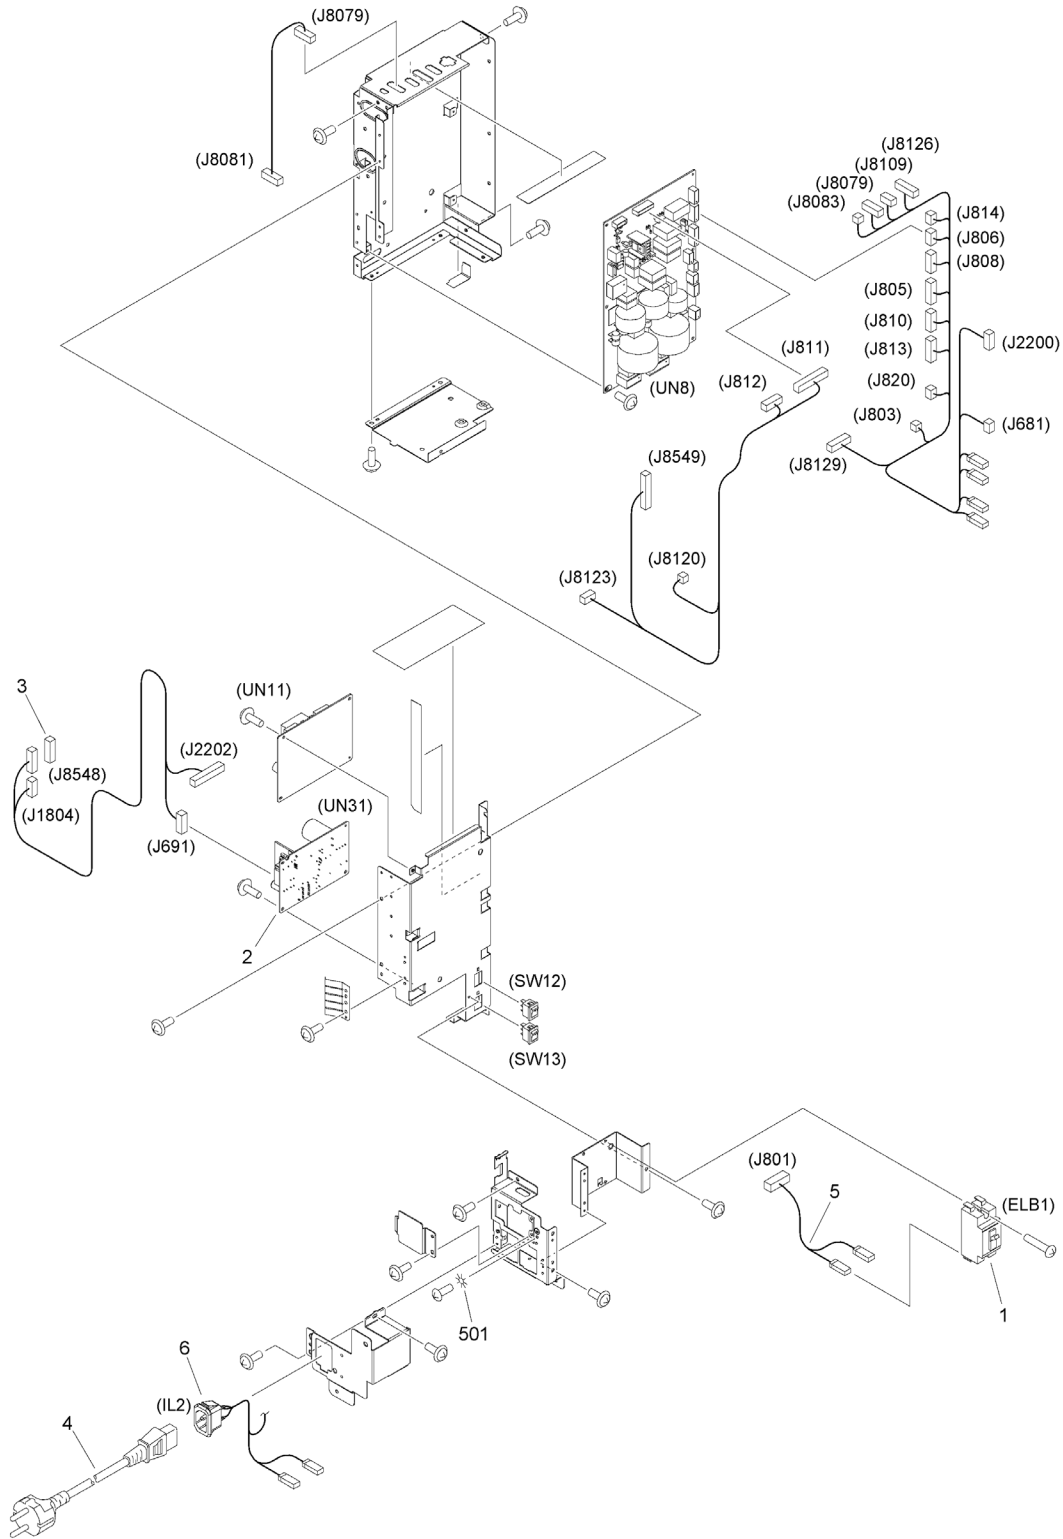 (J8079)
(J8081)
(J8126)
(J8109)
(J8079)
(J8083)
(J814)
(J806)
(J808)
(J805)
(J810)
(J813)
(J2200)
(J811)
(UN8)
(J812)
(J820)
(J803)
(J681)
(J8129)
(J8549)
(J8120)
(J8123)
3
(UN11)
(J2202)
(J8548)
(J1804)
(UN31)
(J691)
2
(SW12)
(SW13)
(J801)
5
(ELB1)
1
501
6
(IL2)
4